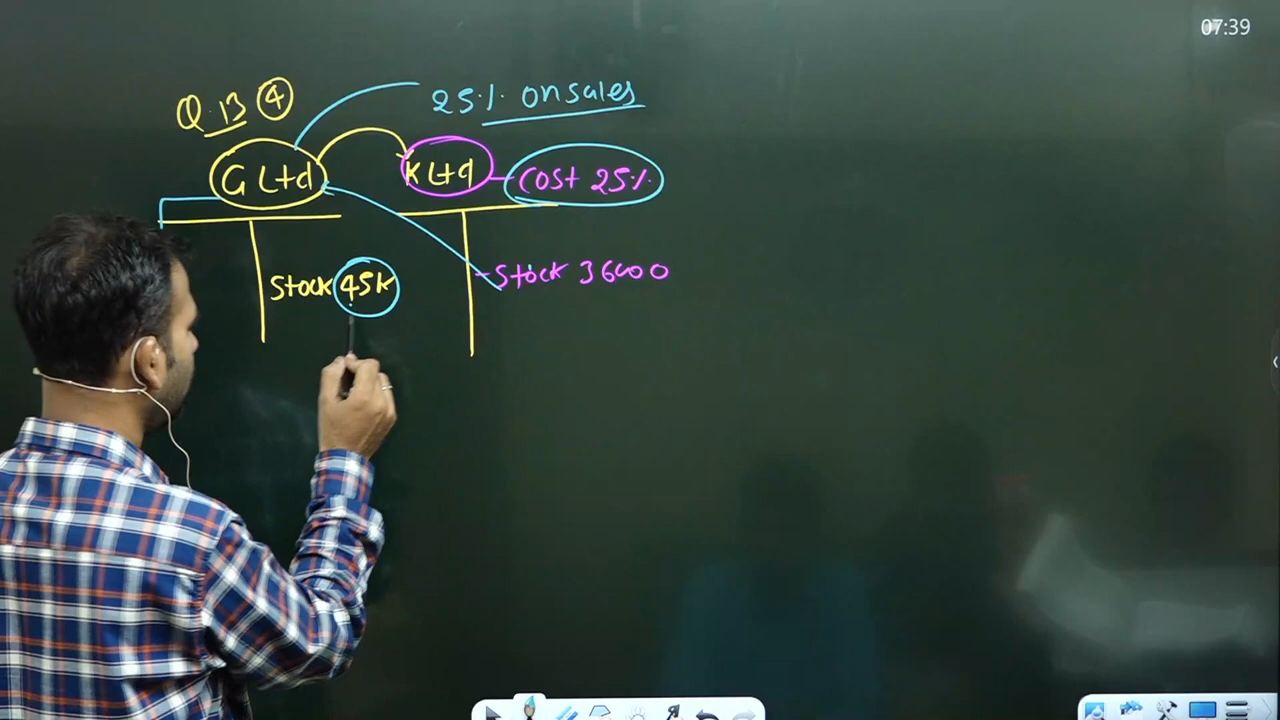 07:39
Q.13 4
25% on sales
G Ltd K Ltd - Cost 25%
Stock 45k
- Stock 36000